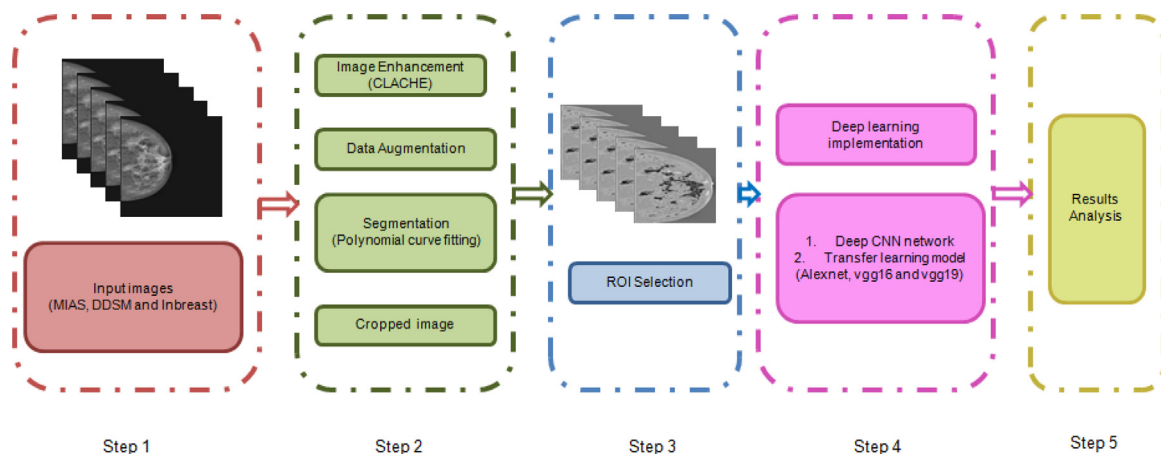 Input images
(MIAS, DDSM and Inbreast)
Step 1
Image Enhancement
(CLACHE)
Data Augmentation
Segmentation
(Polynomial curve fitting)
Cropped image
Step 2
ROI Selection
Step 3
Deep learning
implementation
1. Deep CNN network
2. Transfer learning model
(Alexnet, vgg16 and vgg19)
Step 4
Results
Analysis
Step 5